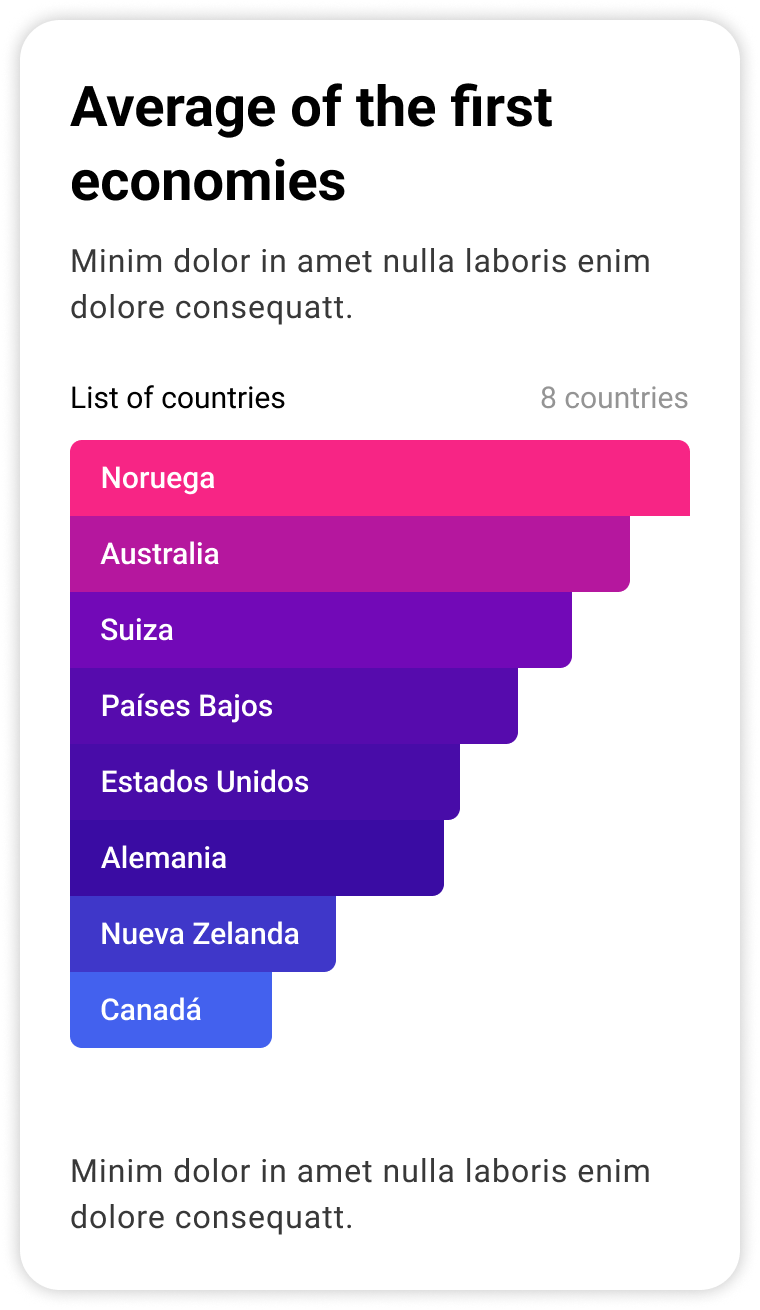 Average of the first
economies
Minim dolor in amet nulla laboris enim
dolore consequatt.
List of countries
8 countries
Noruega
Australia
Suiza
Países Bajos
Estados Unidos
Alemania
Nueva Zelanda
Canadá
Minim dolor in amet nulla laboris enim
dolore consequatt.